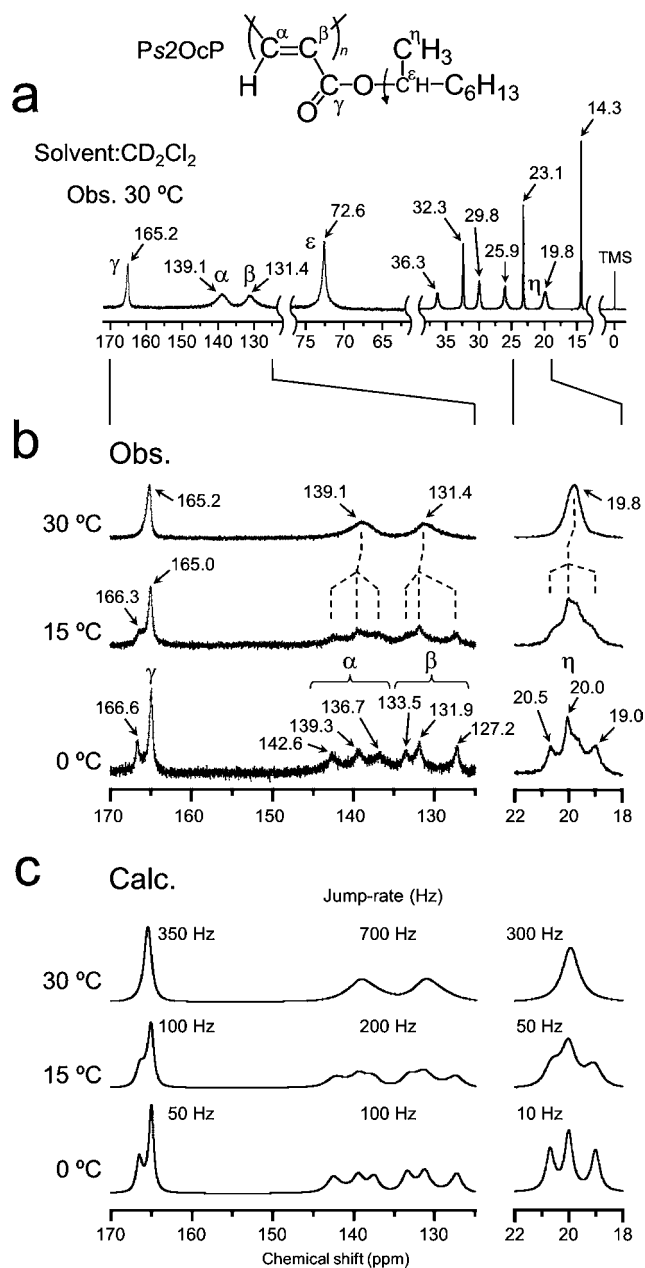 Ps2OcP
α
β
C=C
n
H
C
O
γ
O
CηH3
CεH
C6H13
a
Solvent:CD2Cl2
Obs. 30 ºC
γ
165.2
139.1
α
β
131.4
ε
72.6
36.3
32.3
29.8
25.9
23.1
η
19.8
14.3
TMS
170 160 150 140 130 75 70 65 35 30 25 20 15 0
b
Obs.
30 ºC
165.2
139.1
131.4
19.8
15 ºC
166.3
165.0
α
β
η
0 ºC
166.6
γ
142.6
139.3
136.7
133.5
131.9
127.2
20.5
20.0
19.0
170 160 150 140 130 22 20 18
c
Calc.
Jump-rate (Hz)
30 ºC
350 Hz
700 Hz
300 Hz
15 ºC
100 Hz
200 Hz
50 Hz
0 ºC
50 Hz
100 Hz
10 Hz
170 160 150 140 130 22 20 18
Chemical shift (ppm)